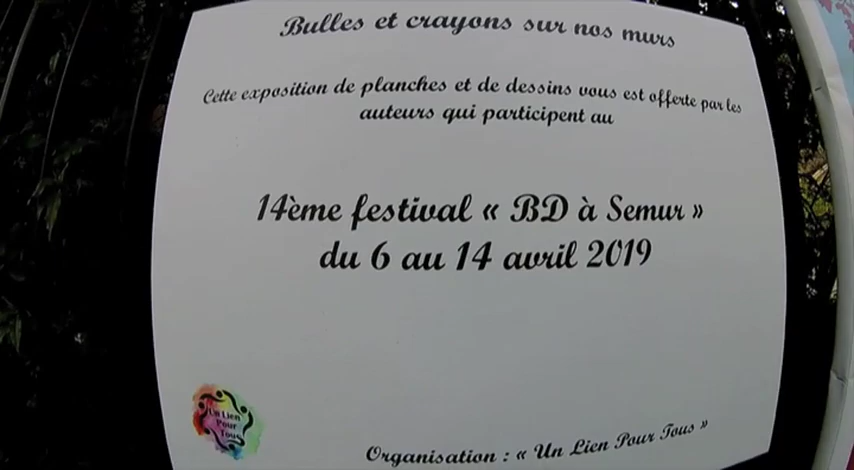 Bulles et crayons sur nos murs
Cette exposition de planches et de dessins vous est offerte par les
auteurs qui participent au
14ème festival « BD à Semur »
du 6 au 14 avril 2019
Un Lien
Pour
Tous
Organisation : « Un Lien Pour Tous »